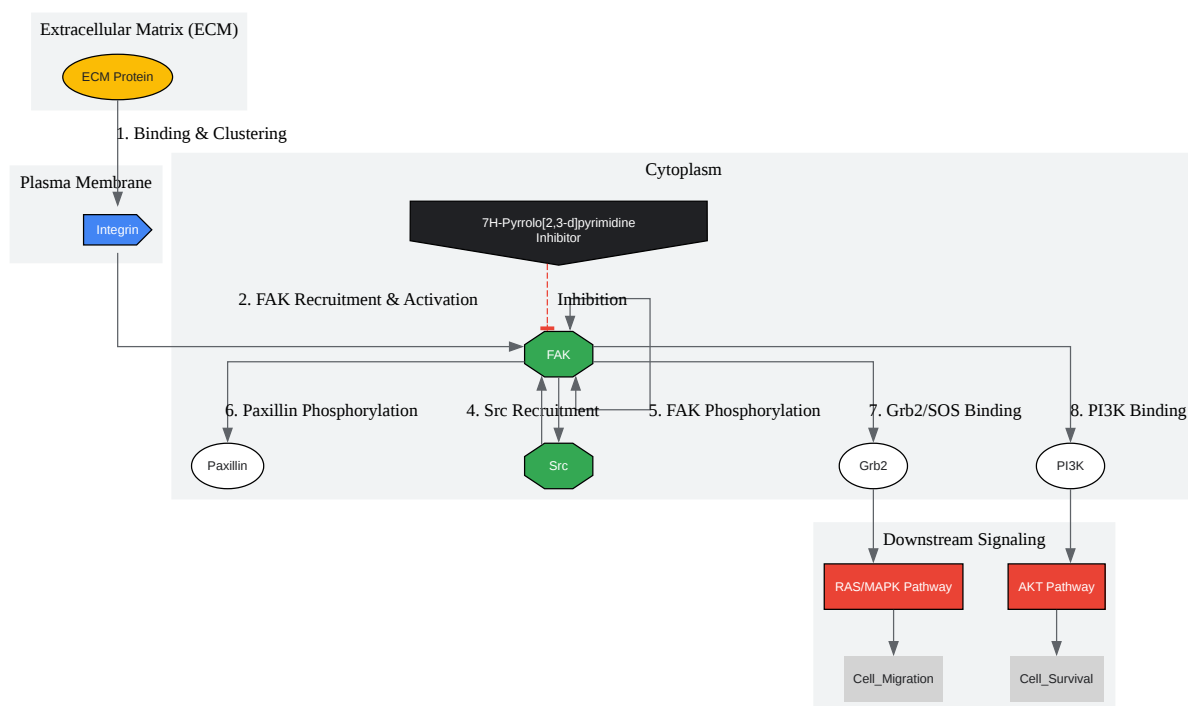 Extracellular Matrix (ECM)
ECM Protein
1. Binding & Clustering
Cytoplasm
Plasma Membrane
Integrin
7H-Pyrrolo[2,3-d]pyrimidine
Inhibitor
2. FAK Recruitment & Activation
Inhibition
FAK
6. Paxillin Phosphorylation
4. Src Recruitment
5. FAK Phosphorylation
7. Grb2/SOS Binding
8. PI3K Binding
Paxillin
Src
Grb2
PI3K
Downstream Signaling
RAS/MAPK Pathway
AKT Pathway
Cell_Migration
Cell_Survival